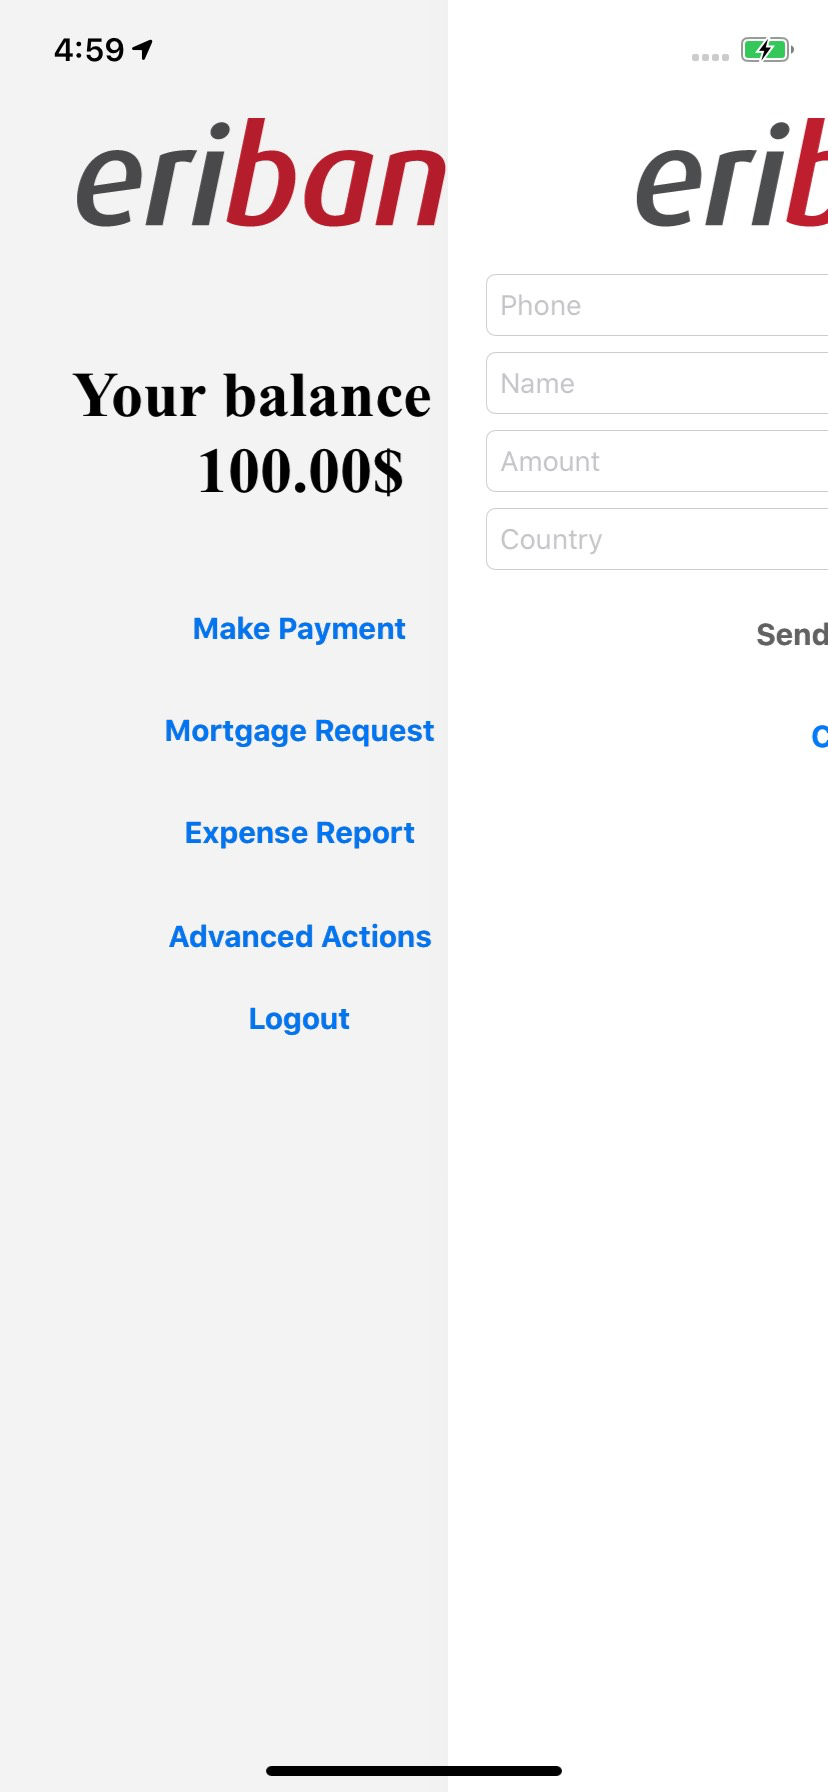 4:59
eriban
Your balance
100.00$
Make Payment
Mortgage Request
Expense Report
Advanced Actions
Logout
erib
Phone
Name
Amount
Country
Send
C